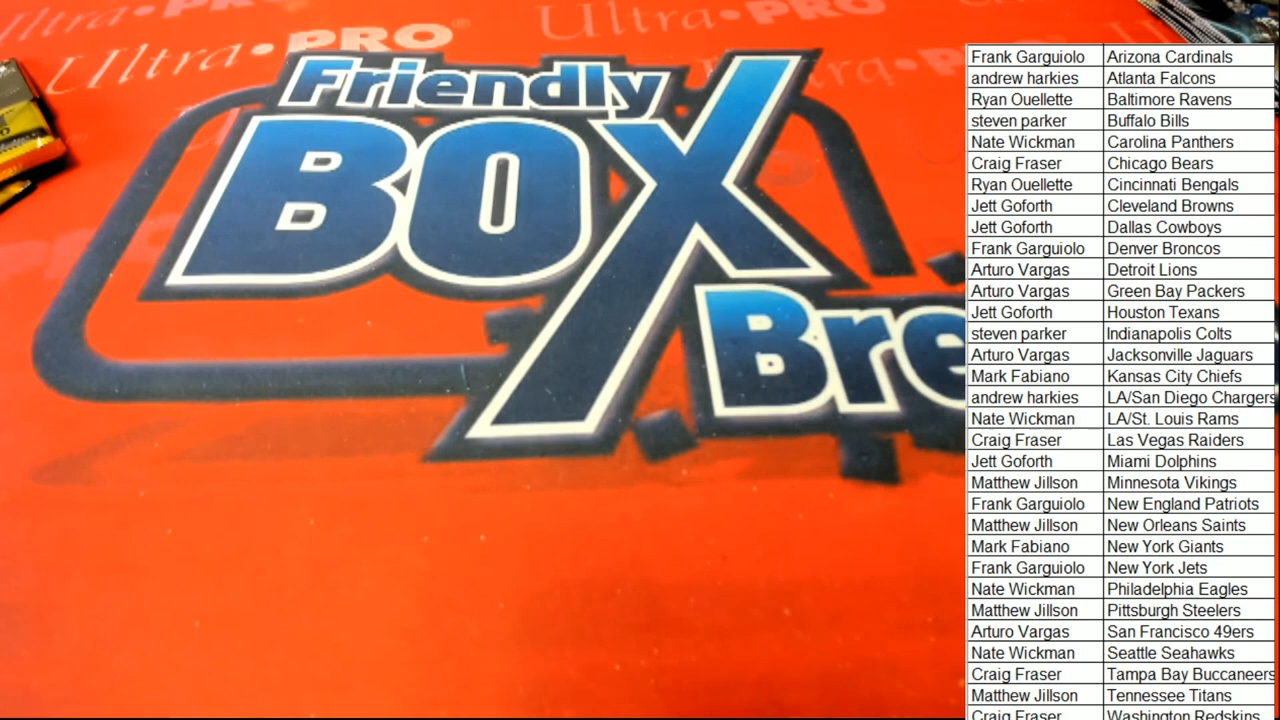 Ultra•PRO
Ultra•PRO®
Ultra•PRO
Friendly
BOX
Bre
Frank Garguiolo Arizona Cardinals
andrew harkies Atlanta Falcons
Ryan Ouellette Baltimore Ravens
steven parker Buffalo Bills
Nate Wickman Carolina Panthers
Craig Fraser Chicago Bears
Ryan Ouellette Cincinnati Bengals
Jett Goforth Cleveland Browns
Jett Goforth Dallas Cowboys
Frank Garguiolo Denver Broncos
Arturo Vargas Detroit Lions
Arturo Vargas Green Bay Packers
Jett Goforth Houston Texans
steven parker Indianapolis Colts
Arturo Vargas Jacksonville Jaguars
Mark Fabiano Kansas City Chiefs
andrew harkies LA/San Diego Chargers
Nate Wickman LA/St. Louis Rams
Craig Fraser Las Vegas Raiders
Jett Goforth Miami Dolphins
Matthew Jillson Minnesota Vikings
Frank Garguiolo New England Patriots
Matthew Jillson New Orleans Saints
Mark Fabiano New York Giants
Frank Garguiolo New York Jets
Nate Wickman Philadelphia Eagles
Matthew Jillson Pittsburgh Steelers
Arturo Vargas San Francisco 49ers
Nate Wickman Seattle Seahawks
Craig Fraser Tampa Bay Buccaneers
Matthew Jillson Tennessee Titans
Craig Fraser Washington Redskins